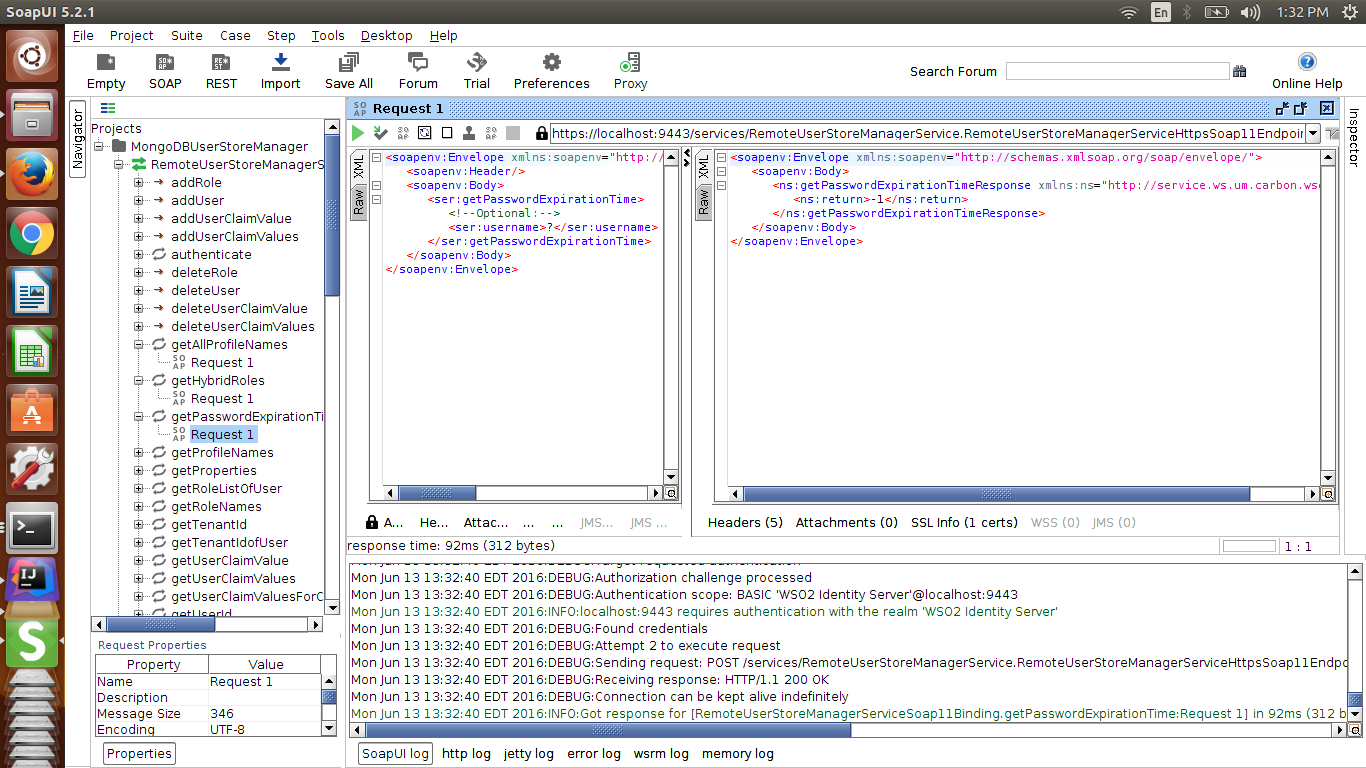 SoapUI 5.2.1
En
1:32 PM
File Project Suite Case Step Tools Desktop Help
Empty SOAP REST Import Save All Forum Trial Preferences Proxy
Search Forum
Online Help
Navigator
Projects
MongoDBUserStoreManager
RemoteUserStoreManagerS
addRole
addUser
addUserClaimValue
addUserClaimValues
authenticate
deleteRole
deleteUser
deleteUserClaimValue
deleteUserClaimValues
getAllProfileNames
Request 1
getHybridRoles
Request 1
getPasswordExpirationTi
Request 1
getProfileNames
getProperties
getRoleListOfUser
getRoleNames
getTenantId
getTenantIdofUser
getUserClaimValue
getUserClaimValues
getUserClaimValuesForC
getUserId
Request Properties
Property Value
Name Request 1
Description
Message Size 346
Encoding UTF-8
Properties
Request 1
https://localhost:9443/services/RemoteUserStoreManagerService.RemoteUserStoreManagerServiceHttpsSoap11Endpoin
XML
Raw
<soapenv:Envelope xmlns:soapenv="http://
<soapenv:Header/>
<soapenv:Body>
<ser:getPasswordExpirationTime>
<!--Optional:-->
<ser:username>?</ser:username>
</ser:getPasswordExpirationTime>
</soapenv:Body>
</soapenv:Envelope>
A... He... Attac... ... ... JMS... JMS ...
XML
Raw
<soapenv:Envelope xmlns:soapenv="http://schemas.xmlsoap.org/soap/envelope/">
<soapenv:Body>
<ns:getPasswordExpirationTimeResponse xmlns:ns="http://service.ws.um.carbon.wso
<ns:return>-1</ns:return>
</ns:getPasswordExpirationTimeResponse>
</soapenv:Body>
</soapenv:Envelope>
Headers (5) Attachments (0) SSL Info (1 certs) WSS (0) JMS (0)
response time: 92ms (312 bytes)
1 : 1
Inspector
Mon Jun 13 13:32:40 EDT 2016:DEBUG:Target requested authentication
Mon Jun 13 13:32:40 EDT 2016:DEBUG:Authorization challenge processed
Mon Jun 13 13:32:40 EDT 2016:DEBUG:Authentication scope: BASIC 'WSO2 Identity Server'@localhost:9443
Mon Jun 13 13:32:40 EDT 2016:INFO:localhost:9443 requires authentication with the realm 'WSO2 Identity Server'
Mon Jun 13 13:32:40 EDT 2016:DEBUG:Found credentials
Mon Jun 13 13:32:40 EDT 2016:DEBUG:Attempt 2 to execute request
Mon Jun 13 13:32:40 EDT 2016:DEBUG:Sending request: POST /services/RemoteUserStoreManagerService.RemoteUserStoreManagerServiceHttpsSoap11Endpo
Mon Jun 13 13:32:40 EDT 2016:DEBUG:Receiving response: HTTP/1.1 200 OK
Mon Jun 13 13:32:40 EDT 2016:DEBUG:Connection can be kept alive indefinitely
Mon Jun 13 13:32:40 EDT 2016:INFO:Got response for [RemoteUserStoreManagerServiceSoap11Binding.getPasswordExpirationTime:Request 1] in 92ms (312 b
SoapUI log http log jetty log error log wsrm log memory log